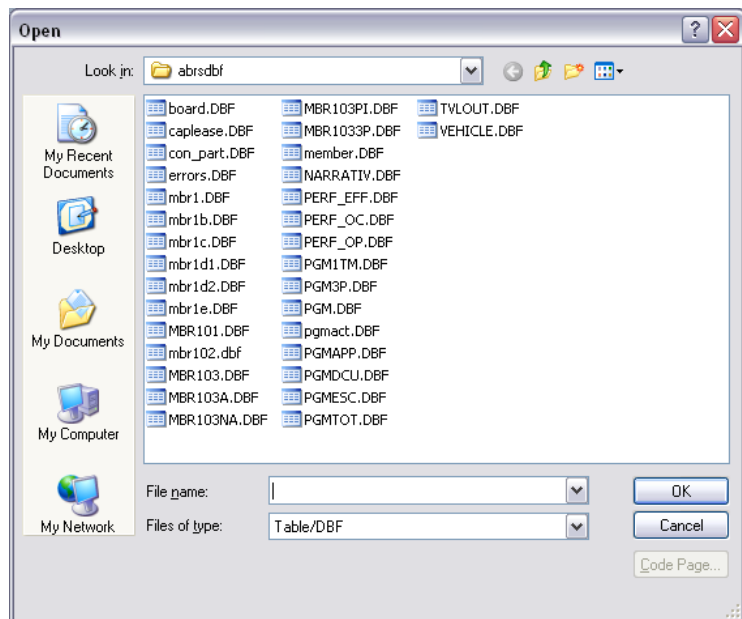 Open
Look in:
abrsdbf
My Recent
Documents
Desktop
My Documents
My Computer
My Network
board.DBF
caplease.DBF
con_part.DBF
errors.DBF
mbr1.DBF
mbr1b.DBF
mbr1c.DBF
mbr1d1.DBF
mbr1d2.DBF
mbr1e.DBF
MBR101.DBF
mbr102.dbf
MBR103.DBF
MBR103A.DBF
MBR103NA.DBF
MBR103PI.DBF
MBR1033P.DBF
member.DBF
NARRATIV.DBF
PERF_EFF.DBF
PERF_OC.DBF
PERF_OP.DBF
PGM1TM.DBF
PGM3P.DBF
PGM.DBF
pgmact.DBF
PGMAPP.DBF
PGMDCU.DBF
PGMESC.DBF
PGMTOT.DBF
TVLOUT.DBF
VEHICLE.DBF
File name:
OK
Files of type:
Table/DBF
Cancel
Code Page...